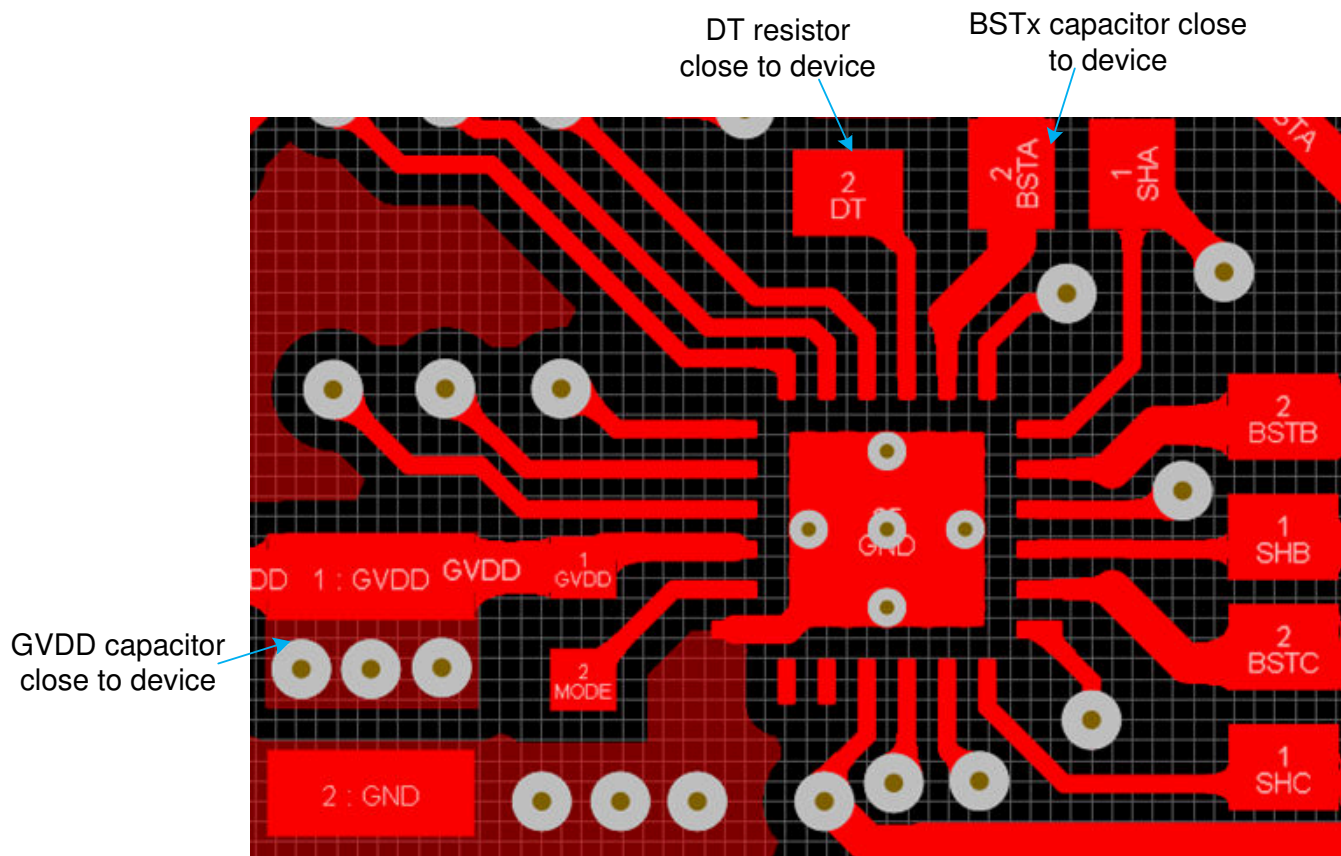 DT resistor
close to device
BSTx capacitor close
to device
2
DT
2
BSTA
1
SHA
STA
2
BSTB
GND
1
SHB
DD
1 : GVDD
GVDD
1
GVDD
GVDD capacitor
close to device
2
MODE
2
BSTC
2 : GND
1
SHC